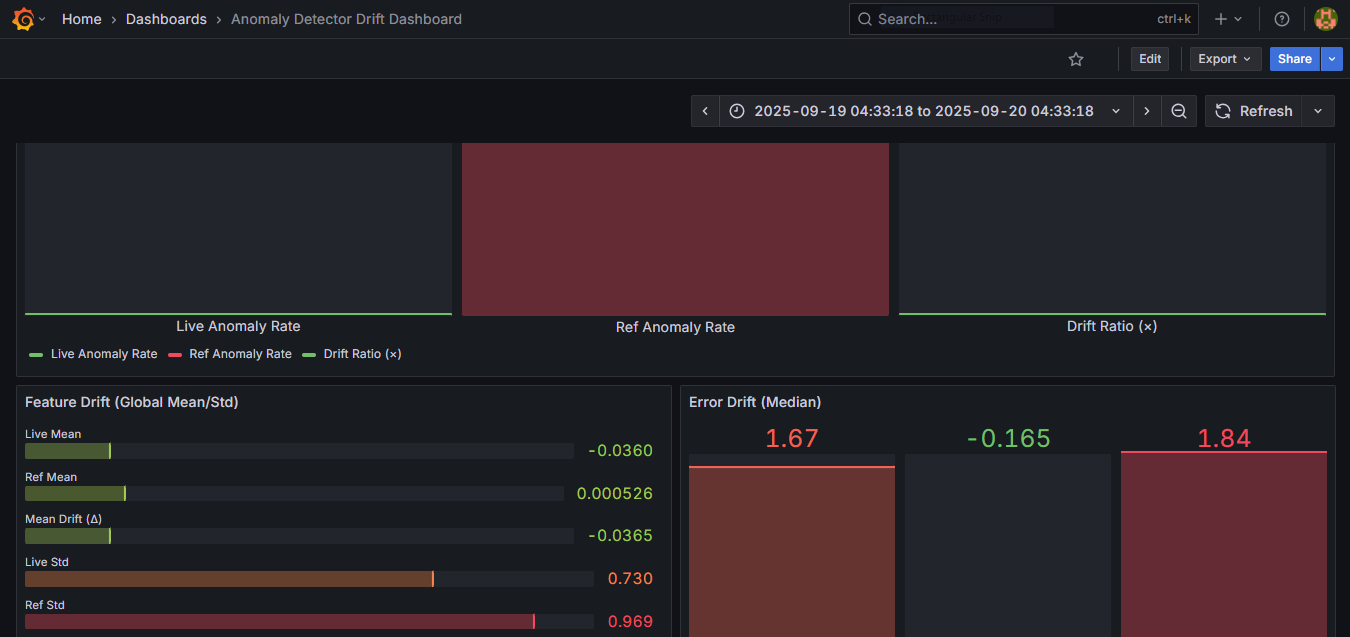 Home › Dashboards › Anomaly Detector Drift Dashboard
Search... ctrl+k
Edit Export Share
2025-09-19 04:33:18 to 2025-09-20 04:33:18 Refresh
Live Anomaly Rate Ref Anomaly Rate Drift Ratio (×)
Live Anomaly Rate Ref Anomaly Rate Drift Ratio (×)
Feature Drift (Global Mean/Std)
Live Mean
-0.0360
Ref Mean
0.000526
Mean Drift (Δ)
-0.0365
Live Std
0.730
Ref Std
0.969
Error Drift (Median)
1.67 -0.165 1.84